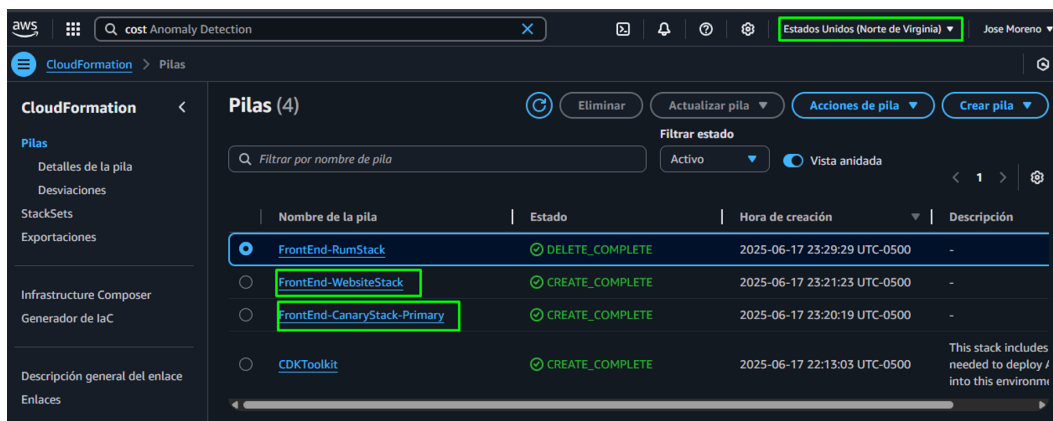 aws
cost Anomaly Detection
Estados Unidos (Norte de Virginia)
Jose Moreno
CloudFormation > Pilas
CloudFormation
Pilas
Detalles de la pila
Desviaciones
StackSets
Exportaciones
Infrastructure Composer
Generador de IaC
Descripción general del enlace
Enlaces
Pilas (4)
Eliminar
Actualizar pila
Acciones de pila
Crear pila
Filtrar estado
Filtrar por nombre de pila
Activo
Vista anidada
1
Nombre de la pila Estado Hora de creación Descripción
FrontEnd-RumStack DELETE_COMPLETE 2025-06-17 23:29:29 UTC-0500 -
FrontEnd-WebsiteStack CREATE_COMPLETE 2025-06-17 23:21:23 UTC-0500 -
FrontEnd-CanaryStack-Primary CREATE_COMPLETE 2025-06-17 23:20:19 UTC-0500 -
CDKToolkit CREATE_COMPLETE 2025-06-17 22:13:03 UTC-0500
This stack includes
needed to deploy
into this environme